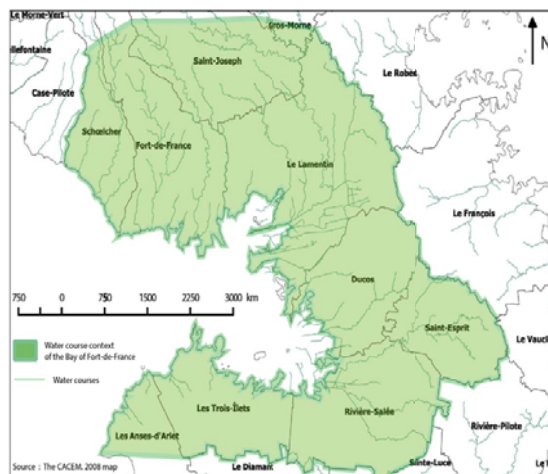 Le Morne-Vert
Gros-Morne
llefontaine
Saint-Joseph
N
Le Robert
Case-Pilote
Schœlcher
Fort-de-France
Le Lamentin
Le François
Ducos
750 0 750 1500 2250 3000 km
Saint-Esprit
Water course context
of the Bay of Fort-de-France
Le Vaucl
Water courses
Les Trois-Îlets
Rivière-Salée
Rivière-Pilote
Les Anses-d'Arlet
Source : The CACEM, 2008 map
Le Diamant
Sainte-Luce